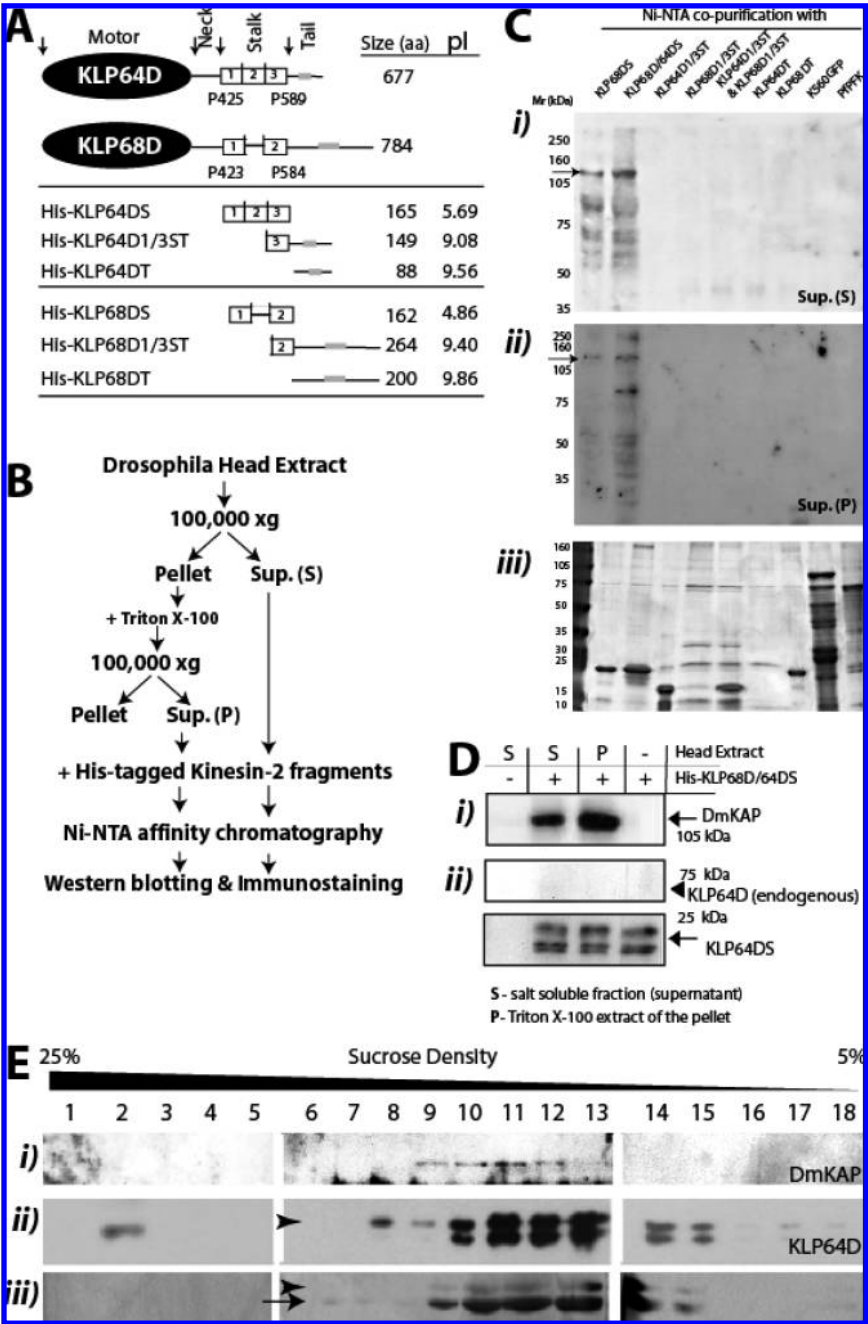 A
Motor
Neck
Stalk
Tail
Size (aa) pI
KLP64D 1 2 3 677
P425 P589
KLP68D 1 2 784
P423 P584
His-KLP64DS 1 2 3 165 5.69
His-KLP64D1/3ST 3 149 9.08
His-KLP64DT 88 9.56
His-KLP68DS 1 2 162 4.86
His-KLP68D1/3ST 2 264 9.40
His-KLP68DT 200 9.86
B
Drosophila Head Extract
100,000 xg
Pellet Sup. (S)
+ Triton X-100
100,000 xg
Pellet Sup. (P)
+ His-tagged Kinesin-2 fragments
Ni-NTA affinity chromatography
Western blotting & Immunostaining
C
Ni-NTA co-purification with
KLP68DS
KLP68D/64DS
KLP64D1/3ST
KLP68D1/3ST
KLP64D1/3ST
& KLP68D1/3ST
KLP64DT
KLP68 DT
K560GFP
PfPFK
Mr (kDa)
i)
250
160
105
75
50
35
Sup. (S)
ii)
250
160
105
75
50
35
Sup. (P)
iii)
160
105
75
50
35
30
25
15
10
D
S S P - Head Extract
- + + + His-KLP68D/64DS
i)
DmKAP
105 kDa
ii)
75 kDa
KLP64D (endogenous)
25 kDa
KLP64DS
S - salt soluble fraction (supernatant)
P - Triton X-100 extract of the pellet
E
25% Sucrose Density 5%
1 2 3 4 5 6 7 8 9 10 11 12 13 14 15 16 17 18
i)
DmKAP
ii)
KLP64D
iii)